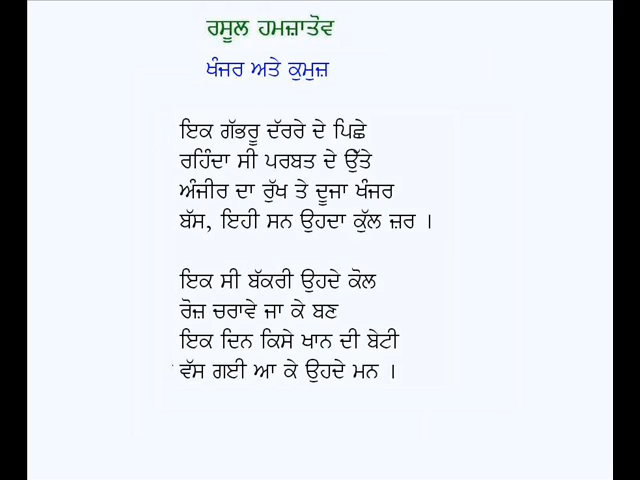 ਰਸੂਲ ਹਮਜ਼ਾਤੋਵ
ਖੰਜਰ ਅਤੇ ਕੁਮੁਜ਼
ਇਕ ਗੱਭਰੂ ਦੱਰਰੇ ਦੇ ਪਿਛੇ
ਰਹਿੰਦਾ ਸੀ ਪਰਬਤ ਦੇ ਉੱਤੇ
ਅੰਜੀਰ ਦਾ ਰੁੱਖ ਤੇ ਦੂਜਾ ਖੰਜਰ
ਬੱਸ, ਇਹੀ ਸਨ ਉਹਦਾ ਕੁੱਲ ਜ਼ਰ ।
ਇਕ ਸੀ ਬੱਕਰੀ ਉਹਦੇ ਕੋਲ
ਰੋਜ਼ ਚਰਾਵੇ ਜਾ ਕੇ ਬਣ
ਇਕ ਦਿਨ ਕਿਸੇ ਖਾਨ ਦੀ ਬੇਟੀ
ਵੱਸ ਗਈ ਆ ਕੇ ਉਹਦੇ ਮਨ ।